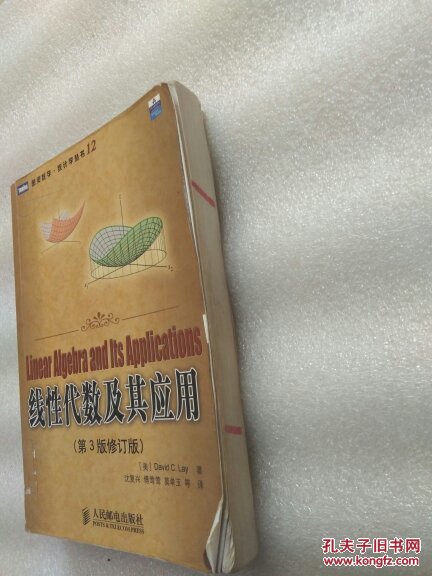 图灵数学·统计学丛书12
Linear Algebra and Its Applications
线性代数及其应用
(第3版修订版)
[美] David C. Lay 著
沈复兴 傅莺莺 莫单玉 等 译
人民邮电出版社
POSTS & TELECOM PRESS
孔夫子旧书网
www.kongfz.com